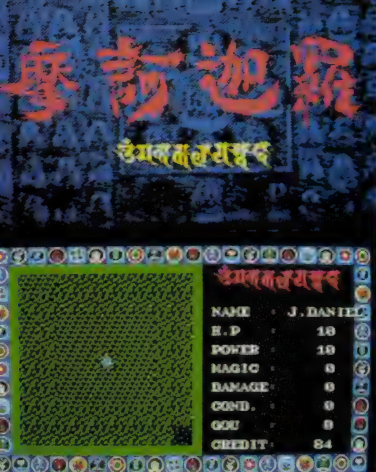 摩訶迦羅
NAME : J.DANIEL
H.P : 10
POWER : 10
MAGIC : 0
DAMAGE: 0
COND. : 0
GOU : 0
CREDIT: 84